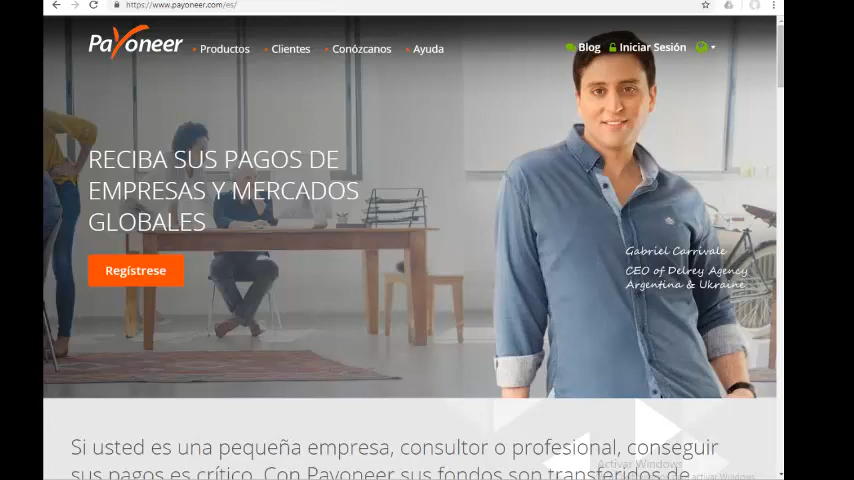 https://www.payoneer.com/es/
Payoneer
Productos
Clientes
Conózcanos
Ayuda
Blog
Iniciar Sesión
RECIBA SUS PAGOS DE
EMPRESAS Y MERCADOS
GLOBALES
Regístrese
Gabriel Carrivale
CEO of Delrey Agency
Argentina & Ukraine
Si usted es una pequeña empresa, consultor o profesional, conseguir
sus pagos es crítico. Con Payoneer sus fondos son transferidos de
Activar Windows
activar Windows